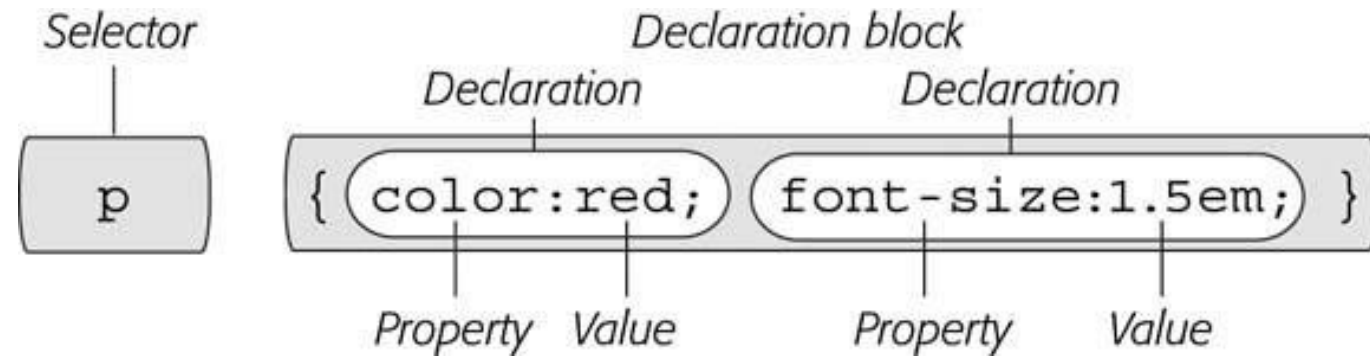 Selector Declaration block
Declaration Declaration
p { color:red; font-size:1.5em; }
Property Value Property Value